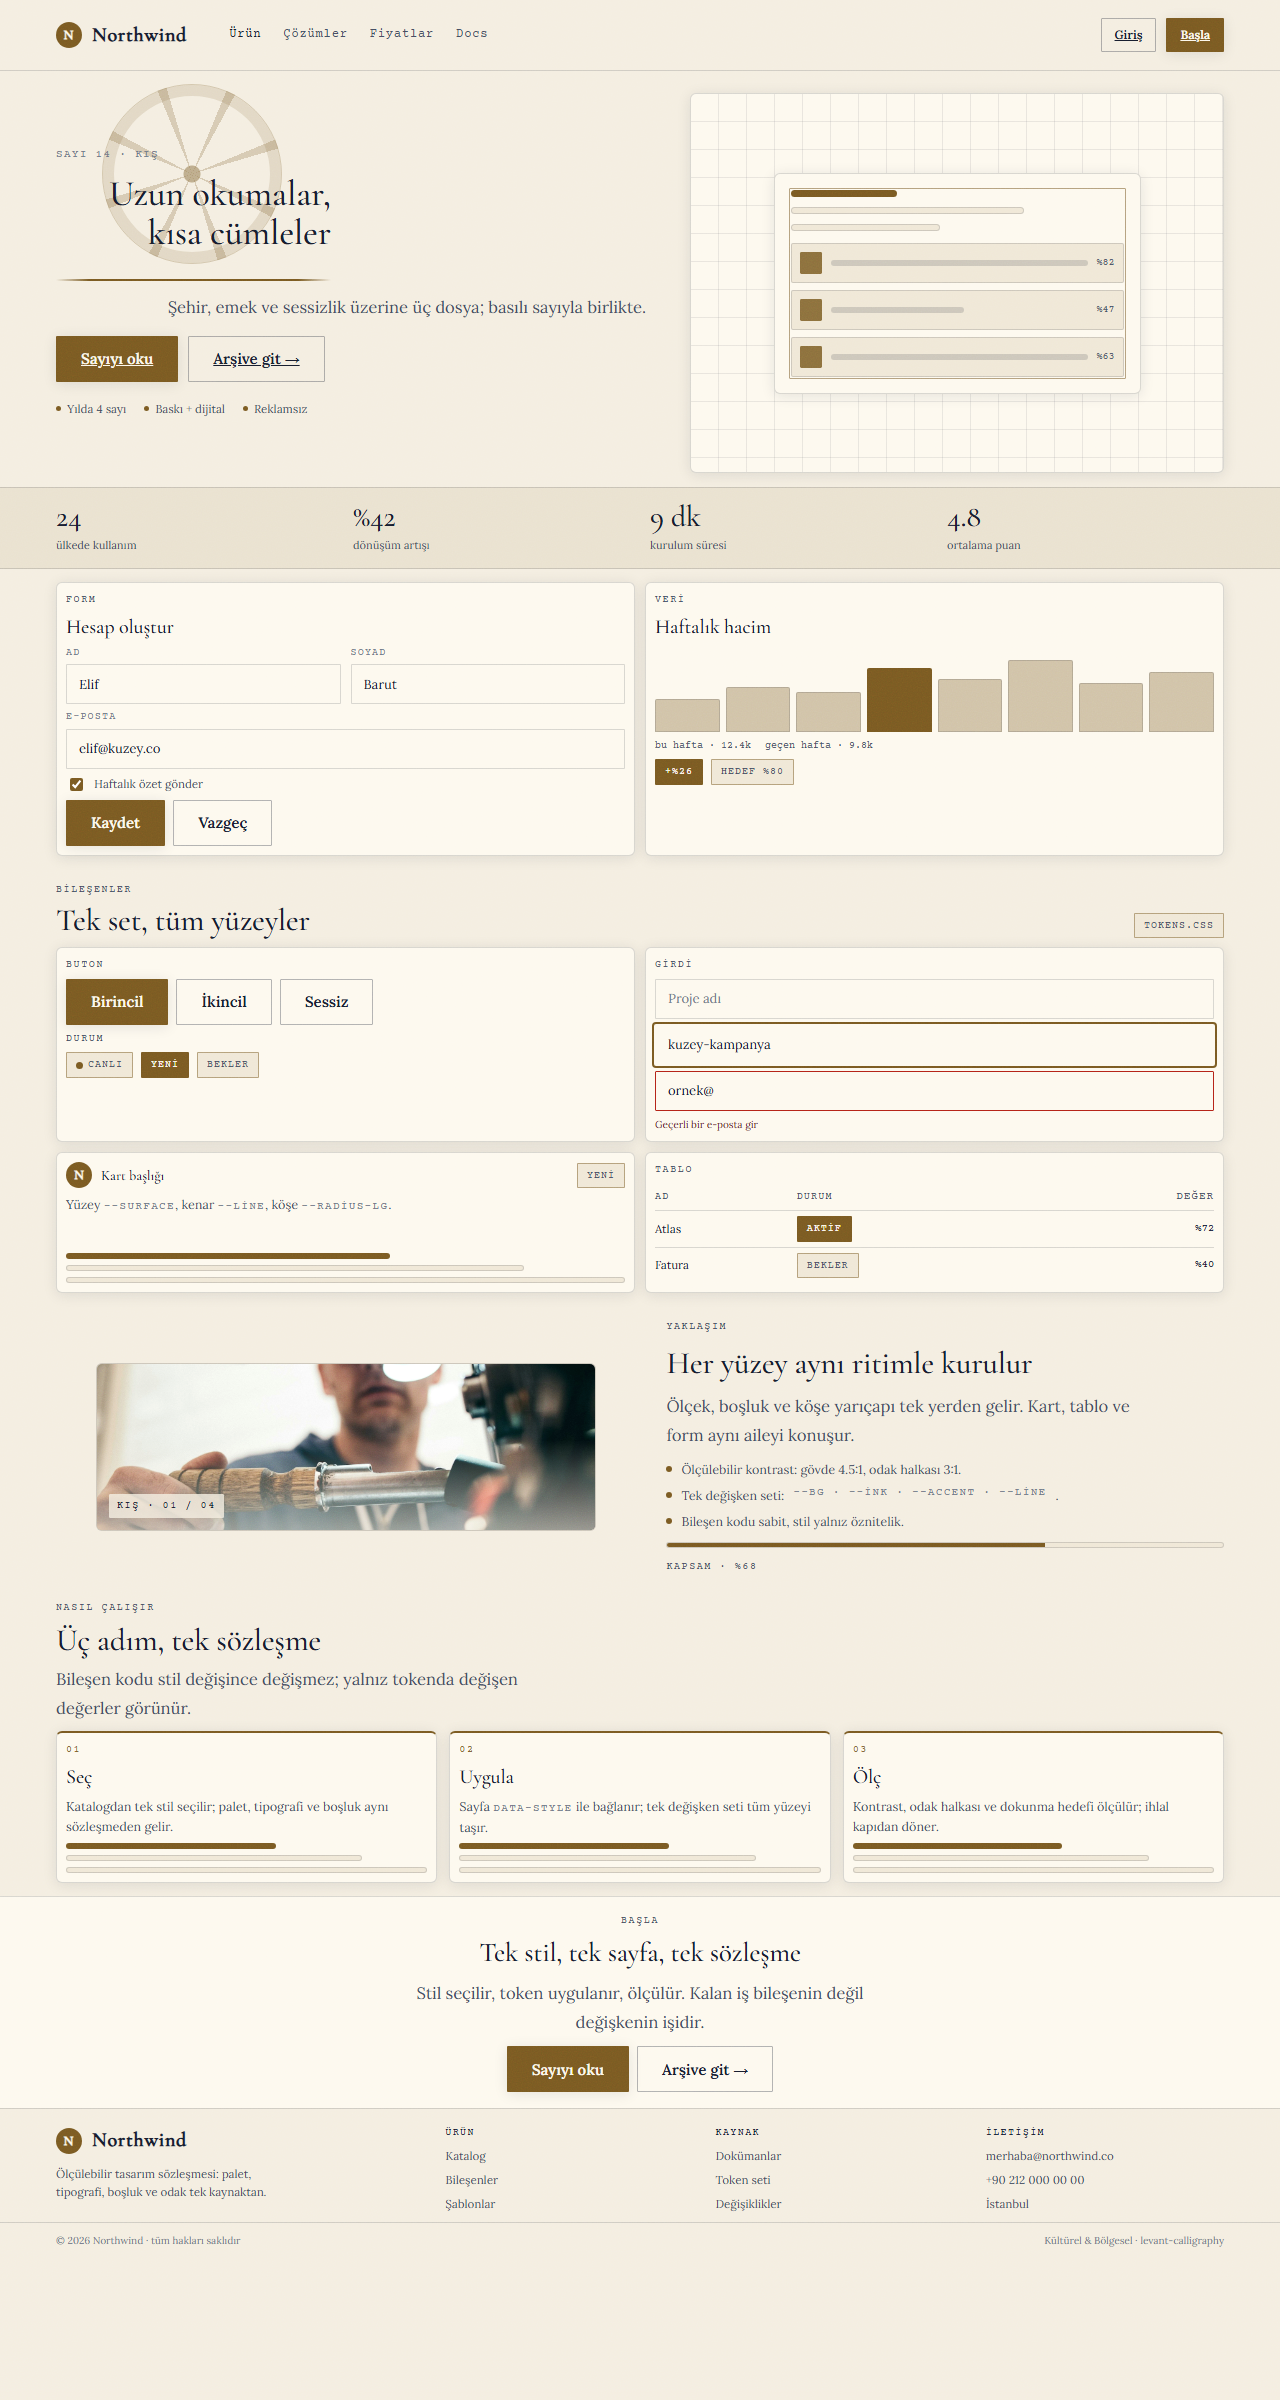 N Northwind Ürün Çözümler Fiyatlar Docs Giriş Başla
SAYI 14 · KIŞ
Uzun okumalar,
kısa cümleler
Şehir, emek ve sessizlik üzerine üç dosya; basılı sayıyla birlikte.
Sayıyı oku Arşive git →
Yılda 4 sayı Baskı + dijital Reklamsız
%82
%47
%63
24 %42 9 dk 4.8
ülkede kullanım dönüşüm artışı kurulum süresi ortalama puan
FORM
Hesap oluştur
AD SOYAD
Elif Barut
E-POSTA
elif@kuzey.co
Haftalık özet gönder
Kaydet Vazgeç
VERİ
Haftalık hacim
bu hafta · 12.4k geçen hafta · 9.8k
+%26 HEDEF %80
BİLEŞENLER
Tek set, tüm yüzeyler
TOKENS.CSS
BUTON
Birincil İkincil Sessiz
DURUM
CANLI YENİ BEKLER
GİRDİ
Proje adı
kuzey-kampanya
ornek@
Geçerli bir e-posta gir
N Kart başlığı YENİ
Yüzey --SURFACE, kenar --LİNE, köşe --RADİUS-LG.
TABLO
AD DURUM DEĞER
Atlas AKTİF %72
Fatura BEKLER %40
KIŞ · 01 / 04
YAKLAŞIM
Her yüzey aynı ritimle kurulur
Ölçek, boşluk ve köşe yarıçapı tek yerden gelir. Kart, tablo ve
form aynı aileyi konuşur.
Ölçülebilir kontrast: gövde 4.5:1, odak halkası 3:1.
Tek değişken seti: --BG · --İNK · --ACCENT · --LİNE .
Bileşen kodu sabit, stil yalnız öznitelik.
KAPSAM · %68
NASIL ÇALIŞIR
Üç adım, tek sözleşme
Bileşen kodu stil değişince değişmez; yalnız tokenda değişen
değerler görünür.
01
Seç
Katalogdan tek stil seçilir; palet, tipografi ve boşluk aynı
sözleşmeden gelir.
02
Uygula
Sayfa DATA-STYLE ile bağlanır; tek değişken seti tüm yüzeyi
taşır.
03
Ölç
Kontrast, odak halkası ve dokunma hedefi ölçülür; ihlal
kapıdan döner.
BAŞLA
Tek stil, tek sayfa, tek sözleşme
Stil seçilir, token uygulanır, ölçülür. Kalan iş bileşenin değil
değişkenin işidir.
Sayıyı oku Arşive git →
N Northwind
Ölçülebilir tasarım sözleşmesi: palet,
tipografi, boşluk ve odak tek kaynaktan.
ÜRÜN
Katalog
Bileşenler
Şablonlar
KAYNAK
Dokümanlar
Token seti
Değişiklikler
İLETİŞİM
merhaba@northwind.co
+90 212 000 00 00
İstanbul
© 2026 Northwind · tüm hakları saklıdır
Kültürel & Bölgesel · levant-calligraphy